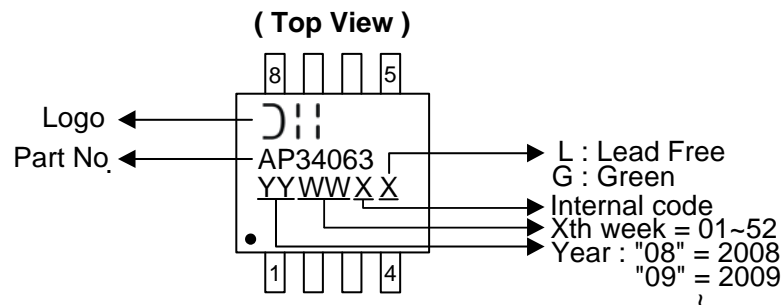 ( Top View )
8 5
Logo
Part No.
AP34063
YY WW X X
L : Lead Free
G : Green
Internal code
Xth week = 01~52
Year : "08" = 2008
"09" = 2009
~
1 4